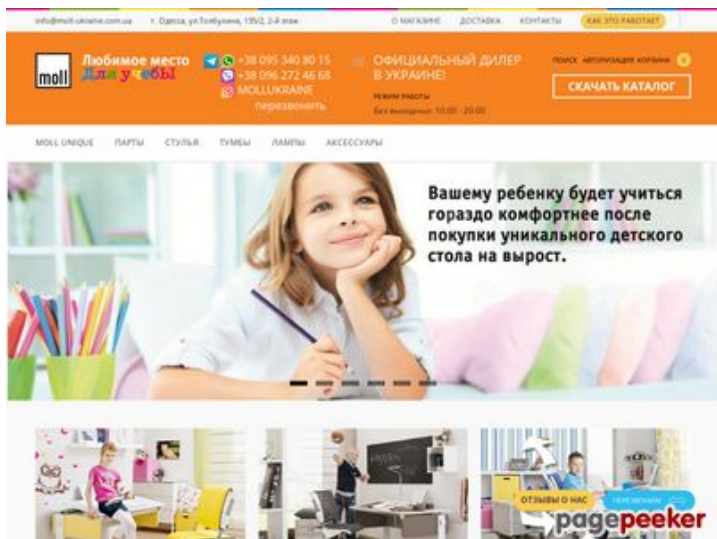 info@moll-ukraine.com.ua г. Одесса, ул.Толбухина, 135/2, 2-й этаж О МАГАЗИНЕ ДОСТАВКА КОНТАКТЫ КАК ЭТО РАБОТАЕТ
moll
Любимое место
Для учебы
+38 095 340 80 15
+38 096 272 46 68
MOLLUKRAINE
перезвонить
ОФИЦИАЛЬНЫЙ ДИЛЕР
В УКРАИНЕ!
РЕЖИМ РАБОТЫ
Без выходных: 10.00 - 20.00
ПОИСК АВТОРИЗАЦИЯ КОРЗИНА
СКАЧАТЬ КАТАЛОГ
MOLL UNIQUE ПАРТЫ СТУЛЬЯ ТУМБЫ ЛАМПЫ АКСЕССУАРЫ
Вашему ребенку будет учиться
гораздо комфортнее после
покупки уникального детского
стола на вырост.
ОТЗЫВЫ О НАС
ПЕРЕЗВОНИМ
pagepeeker